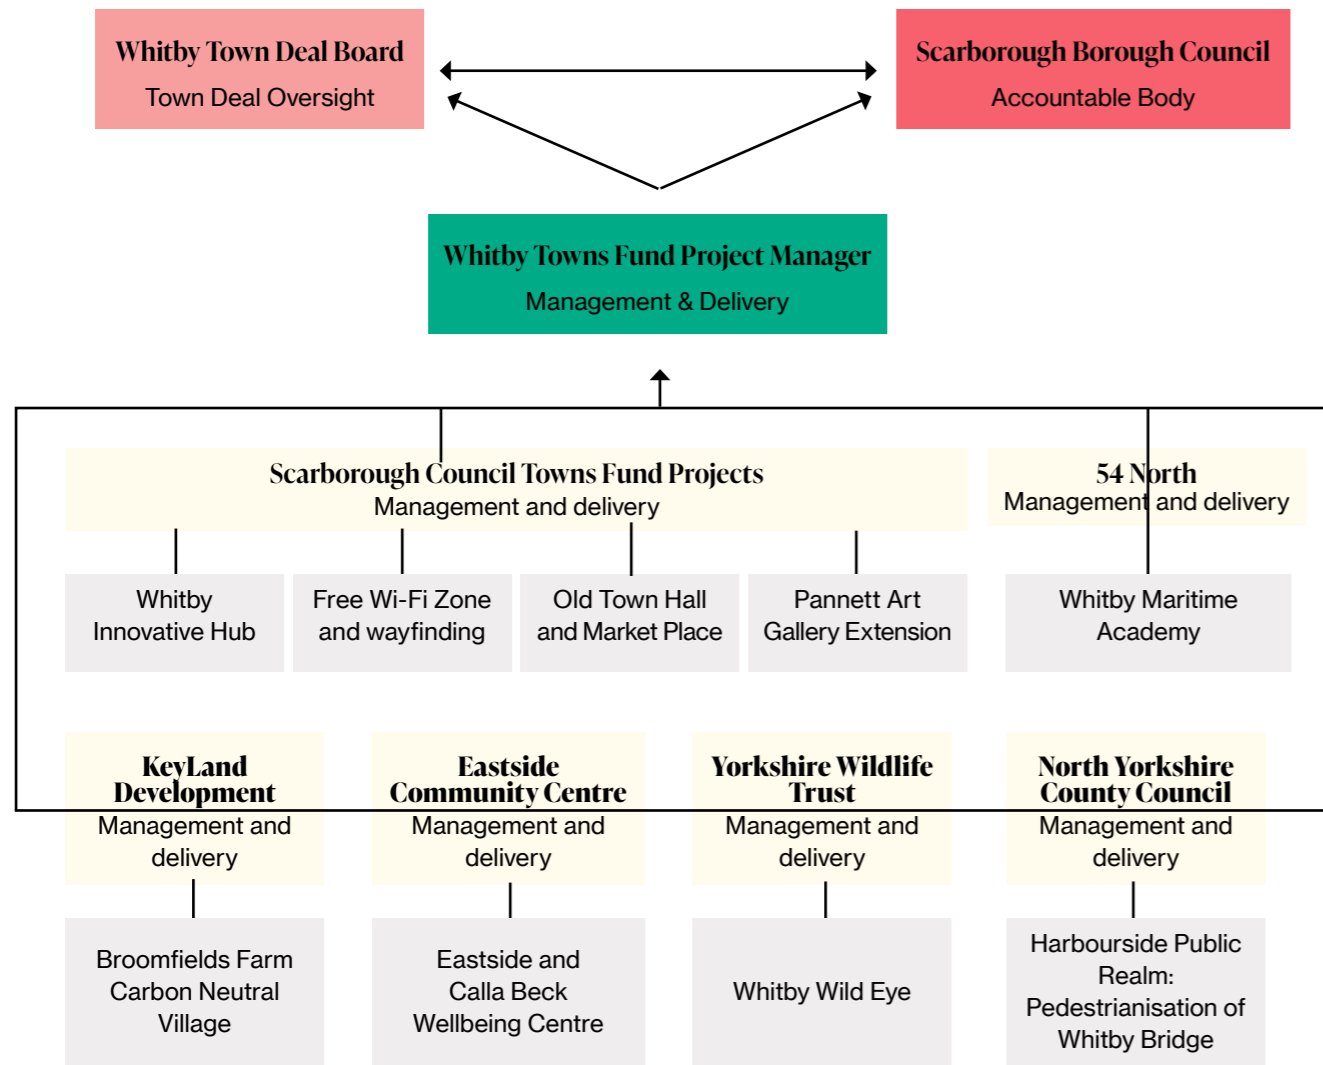 Whitby Town Deal Board
Town Deal Oversight
Scarborough Borough Council
Accountable Body
Whitby Towns Fund Project Manager
Management & Delivery
Scarborough Council Towns Fund Projects
Management and delivery
54 North
Management and delivery
Whitby
Innovative Hub
Free Wi-Fi Zone
and wayfinding
Old Town Hall
and Market Place
Pannett Art
Gallery Extension
Whitby Maritime
Academy
KeyLand
Development
Management and
delivery
Eastside
Community Centre
Management and
delivery
Yorkshire Wildlife
Trust
Management and
delivery
North Yorkshire
County Council
Management and
delivery
Broomfields Farm
Carbon Neutral
Village
Eastside and
Calla Beck
Wellbeing Centre
Whitby Wild Eye
Harbourside Public
Realm:
Pedestrianisation of
Whitby Bridge